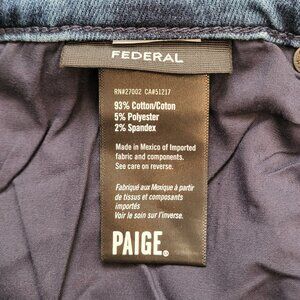 FEDERAL
RN#27002 CA#51217
93% Cotton/Coton
5% Polyester
2% Spandex
Made in Mexico of Imported
fabric and components.
See care on reverse.
Fabriqué aux Mexique à partir
de tissus et composants
importés
Voir le soin sur l'inverse.
PAIGE®